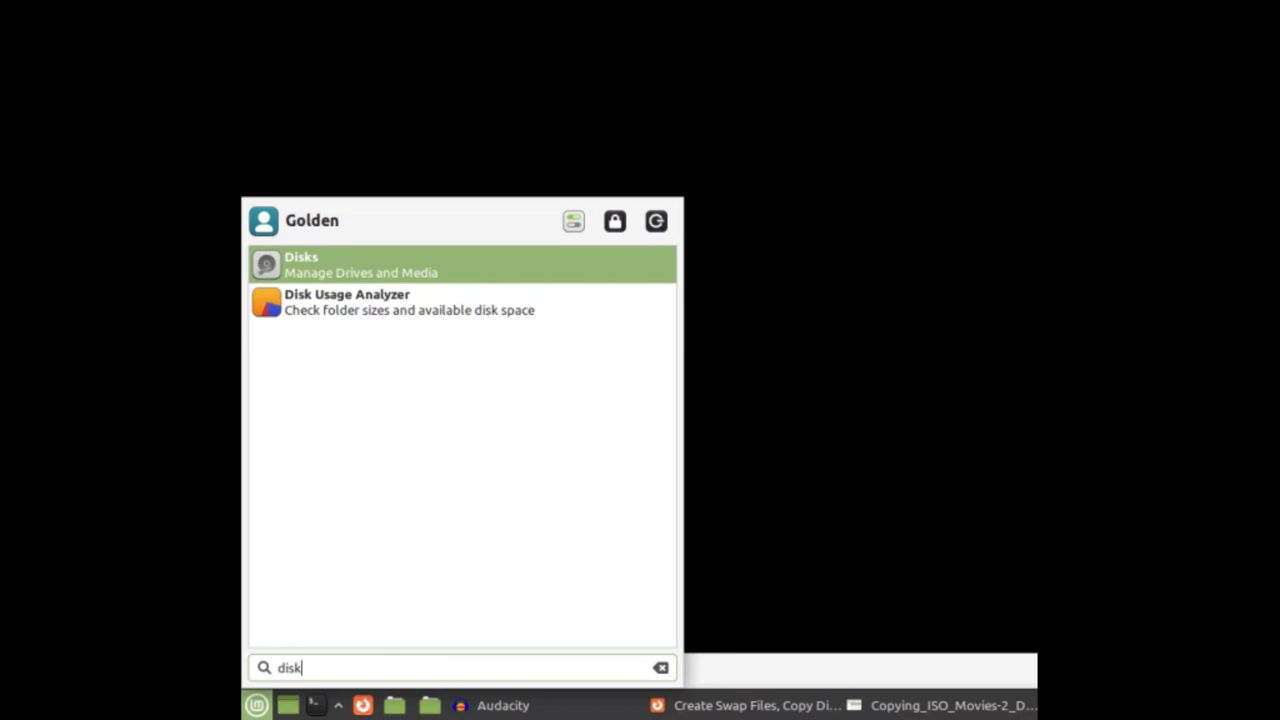 Golden
Disks
Manage Drives and Media
Disk Usage Analyzer
Check folder sizes and available disk space
disk
Audacity
Create Swap Files, Copy Di...
Copying_ISO_Movies-2_D...